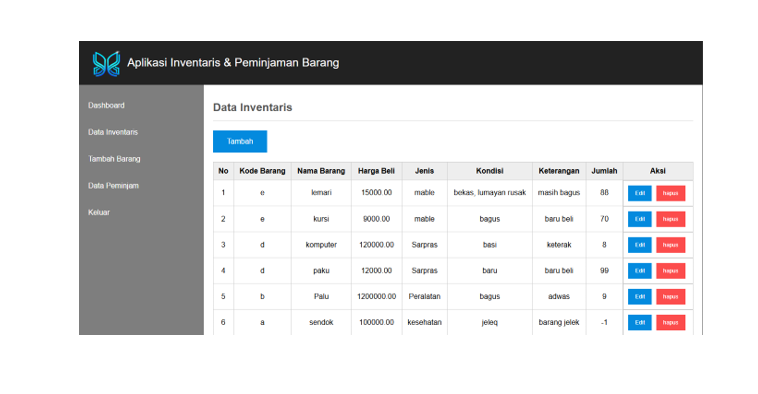 Aplikasi Inventaris & Peminjaman Barang
Dashboard
Data Inventaris
Tambah Barang
Data Peminjam
Keluar
Data Inventaris
Tambah
No Kode Barang Nama Barang Harga Beli Jenis Kondisi Keterangan Jumlah Aksi
1 e lemari 15000.00 mable bekas, lumayan rusak masih bagus 88 Edit hapus
2 e kursi 9000.00 mable bagus baru beli 70 Edit hapus
3 d komputer 120000.00 Sarpras basi keterak 8 Edit hapus
4 d paku 12000.00 Sarpras baru baru beli 99 Edit hapus
5 b Palu 1200000.00 Peralatan bagus adwas 9 Edit hapus
6 a sendok 100000.00 kesehatan jeleq barang jelek -1 Edit hapus